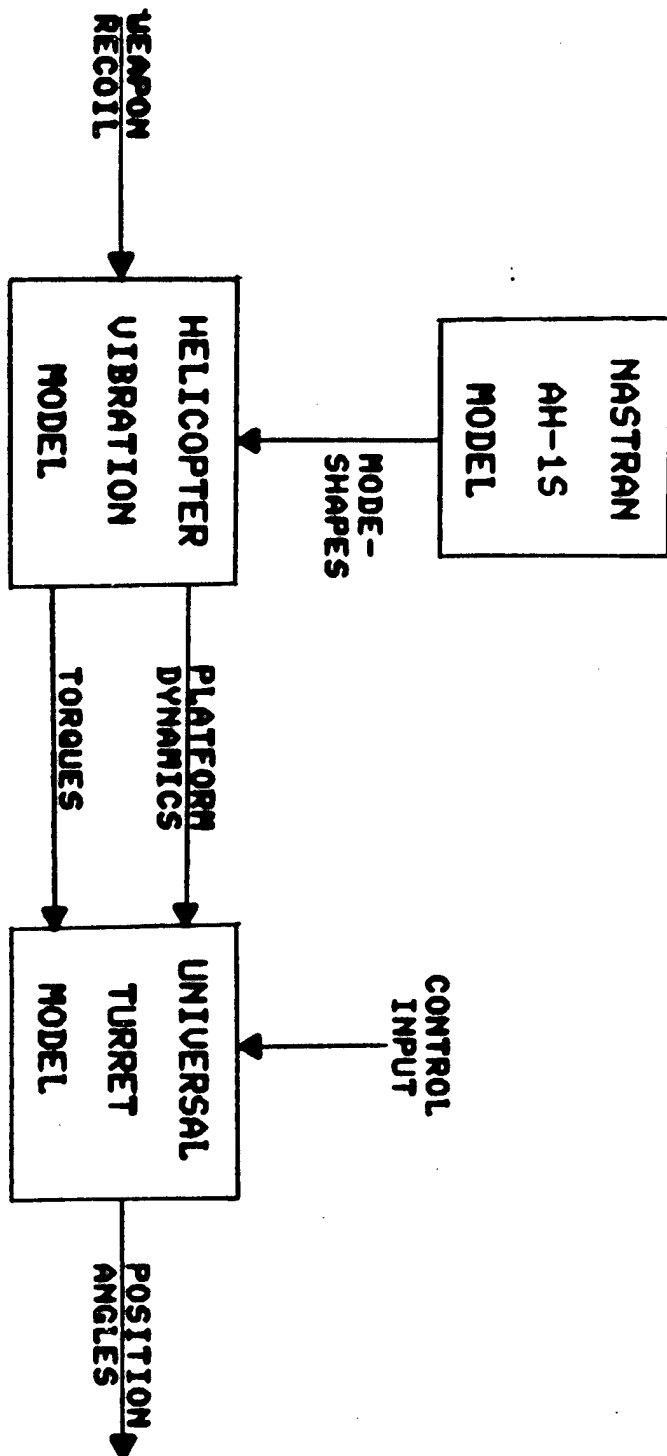 NASTRAN
AH-1S
MODEL
MODE-
SHAPES
CONTROL
INPUT
WEAPON
RECOIL
HELICOPTER
VIBRATION
MODEL
PLATFORM
DYNAMICS
TORQUES
UNIVERSAL
TURRET
MODEL
POSITION
ANGLES